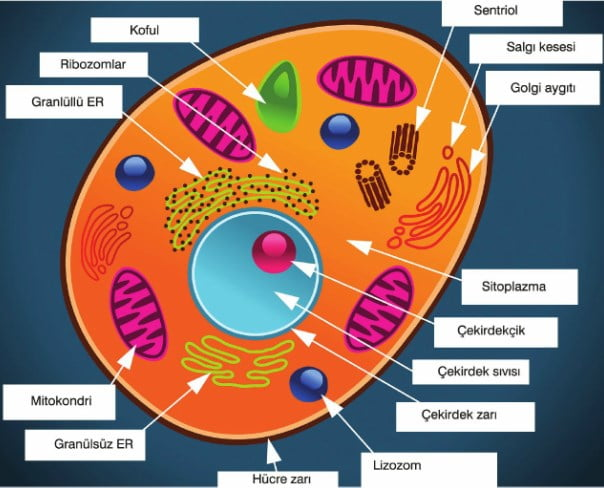 Sentriol
Koful
Salgı kesesi
Ribozomlar
Golgi aygıtı
Granlüllü ER
Sitoplazma
Çekirdekçik
Çekirdek sıvısı
Mitokondri
Çekirdek zarı
Granülsüz ER
Lizozom
Hücre zarı